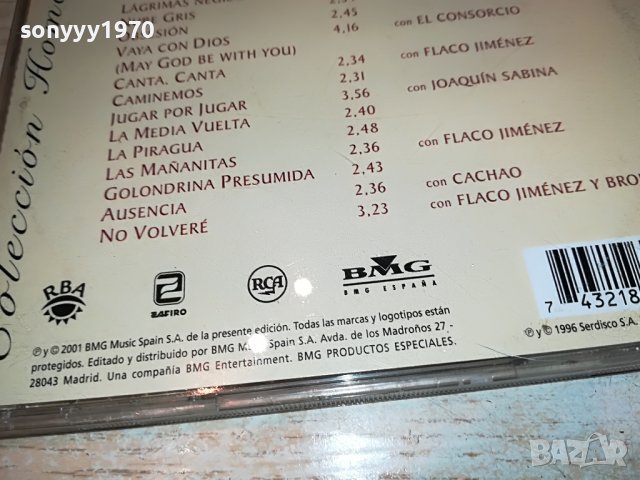 sonyyy1970
Colección
LÁGRIMAS
GRIS 2,45 con EL CONSORCIO
4,16
VAYA CON DIOS
(MAY GOD BE WITH YOU) con FLACO JIMÉNEZ
CANTA, CANTA 2,34
CAMINEMOS 2,31 con JOAQUÍN SABINA
JUGAR POR JUGAR 3,56
LA MEDIA VUELTA 2,40
LA PIRAGUA 2,48 con FLACO JIMÉNEZ
LAS MAÑANITAS 2,36
GOLONDRINA PRESUMIDA 2,43 con CACHAO
AUSENCIA 2,36 con FLACO JIMÉNEZ Y
NO VOLVERÉ 3,23
RBA
ZAFIRO
RCA
BMG
BMG ESPAÑA
7 43218
℗ y © 2001 BMG Music Spain S.A. de la presente edición. Todas las marcas y logotipos están
protegidos. Editado y distribuido por BMG Music Spain S.A. Avda. de los Madroños 27,-
28043 Madrid. Una compañía BMG Entertainment. BMG PRODUCTOS ESPECIALES.
℗ y © 1996 Serdisco S.A.
BAZAR